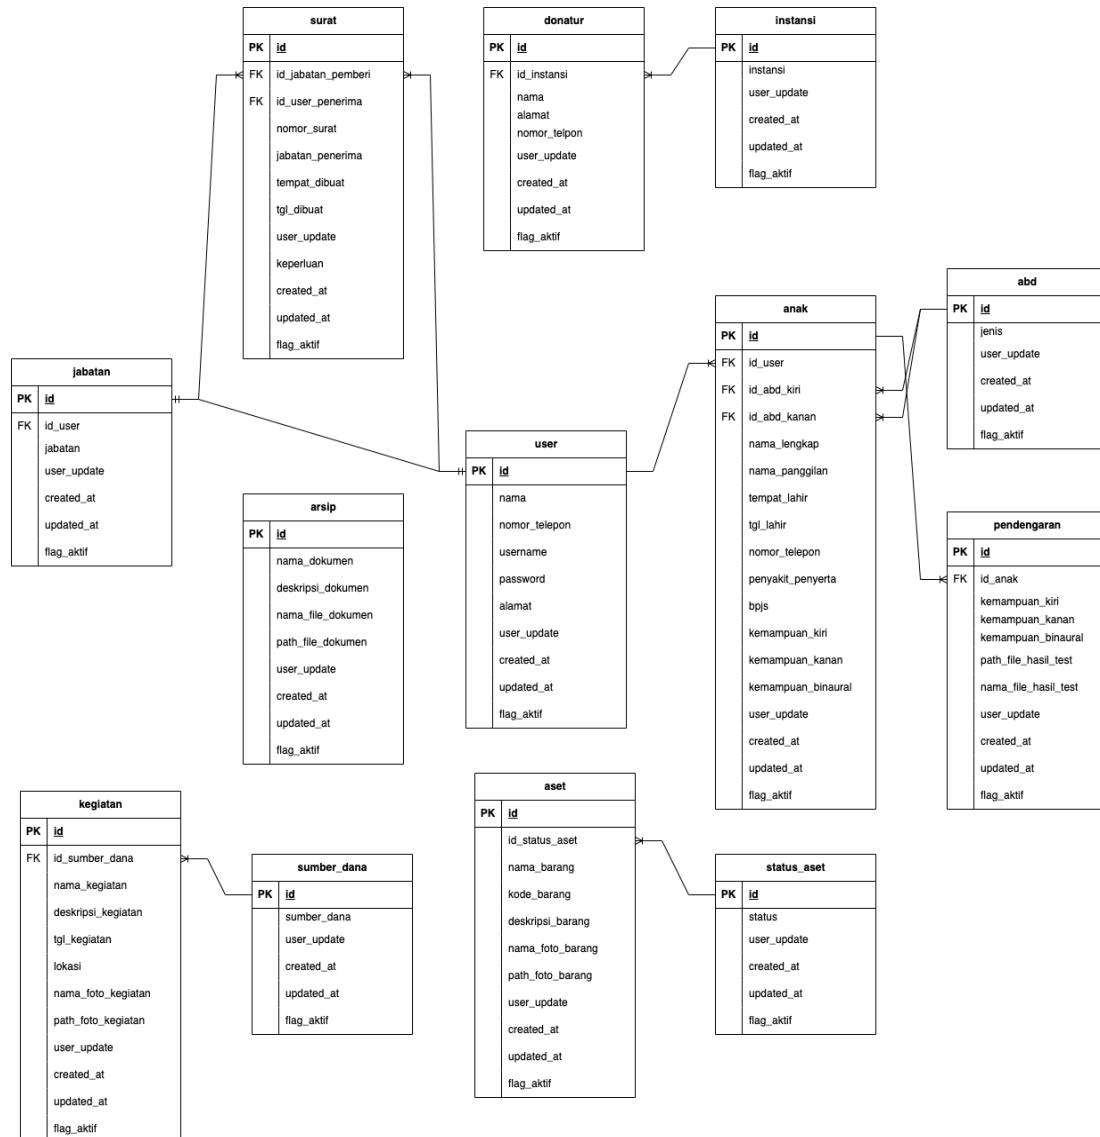 surat
PK id
FK id_jabatan_pemberi
FK id_user_penerima
nomor_surat
jabatan_penerima
tempat_dibuat
tgl_dibuat
user_update
keperluan
created_at
updated_at
flag_aktif
donatur
PK id
FK id_instansi
nama
alamat
nomor_telpon
user_update
created_at
updated_at
flag_aktif
instansi
PK id
instansi
user_update
created_at
updated_at
flag_aktif
jabatan
PK id
FK id_user
jabatan
user_update
created_at
updated_at
flag_aktif
user
PK id
nama
nomor_telepon
username
password
alamat
user_update
created_at
updated_at
flag_aktif
anak
PK id
FK id_user
FK id_abd_kiri
FK id_abd_kanan
nama_lengkap
nama_panggilan
tempat_lahir
tgl_lahir
nomor_telepon
penyakit_penyerta
bpjs
kemampuan_kiri
kemampuan_kanan
kemampuan_binaural
user_update
created_at
updated_at
flag_aktif
abd
PK id
jenis
user_update
created_at
updated_at
flag_aktif
arsip
PK id
nama_dokumen
deskripsi_dokumen
nama_file_dokumen
path_file_dokumen
user_update
created_at
updated_at
flag_aktif
pendengaran
PK id
FK id_anak
kemampuan_kiri
kemampuan_kanan
kemampuan_binaural
path_file_hasil_test
nama_file_hasil_test
user_update
created_at
updated_at
flag_aktif
kegiatan
PK id
FK id_sumber_dana
nama_kegiatan
deskripsi_kegiatan
tgl_kegiatan
lokasi
nama_foto_kegiatan
path_foto_kegiatan
user_update
created_at
updated_at
flag_aktif
sumber_dana
PK id
sumber_dana
user_update
created_at
updated_at
flag_aktif
aset
PK id
id_status_aset
nama_barang
kode_barang
deskripsi_barang
nama_foto_barang
path_foto_barang
user_update
created_at
updated_at
flag_aktif
status_aset
PK id
status
user_update
created_at
updated_at
flag_aktif